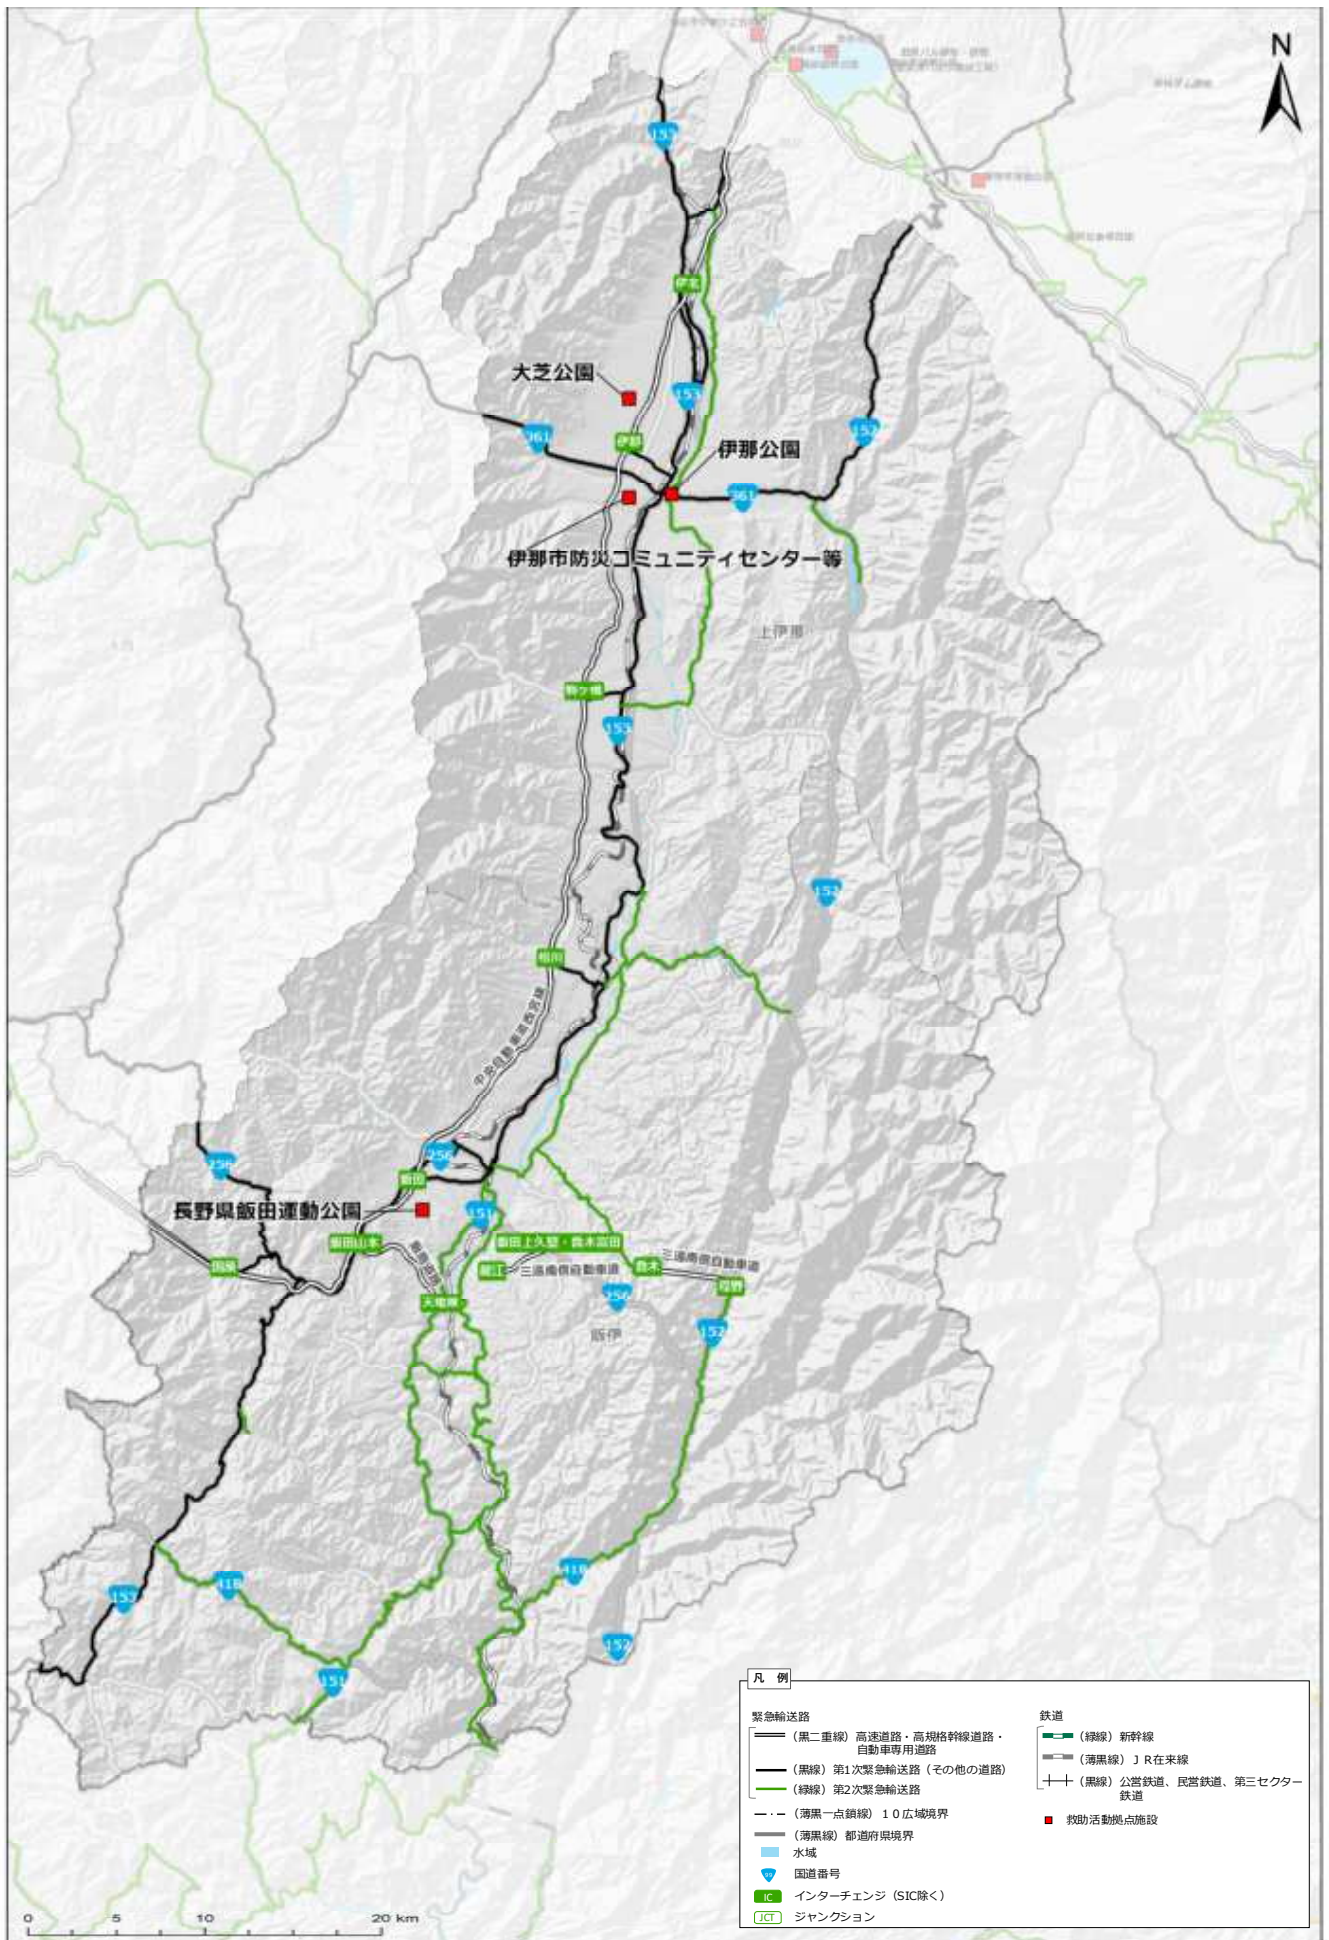 N
153
伊北
大芝公園
153
361
伊那
伊那公園
152
361
伊那市防災コミュニティセンター等
上伊那
駒ケ根
153
152
松川
中央自動車道西宮線
256
256
飯田
長野県飯田運動公園
151
飯田山本
飯田上久堅・喬木富田
三遠南信自動車道
園原
龍江
三遠南信自動車道
喬木
程野
天龍峡
256
飯伊
152
418
418
153
152
151
凡 例
緊急輸送路
(黒二重線) 高速道路・高規格幹線道路・
自動車専用道路
(黒線) 第1次緊急輸送路 (その他の道路)
(緑線) 第2次緊急輸送路
(薄黒一点鎖線) 10広域境界
(薄黒線) 都道府県境界
水域
国道番号
IC インターチェンジ (SIC除く)
JCT ジャンクション
鉄道
(緑線) 新幹線
(薄黒線) JR在来線
(黒線) 公営鉄道、民営鉄道、第三セクター
鉄道
救助活動拠点施設
0 5 10 20 km